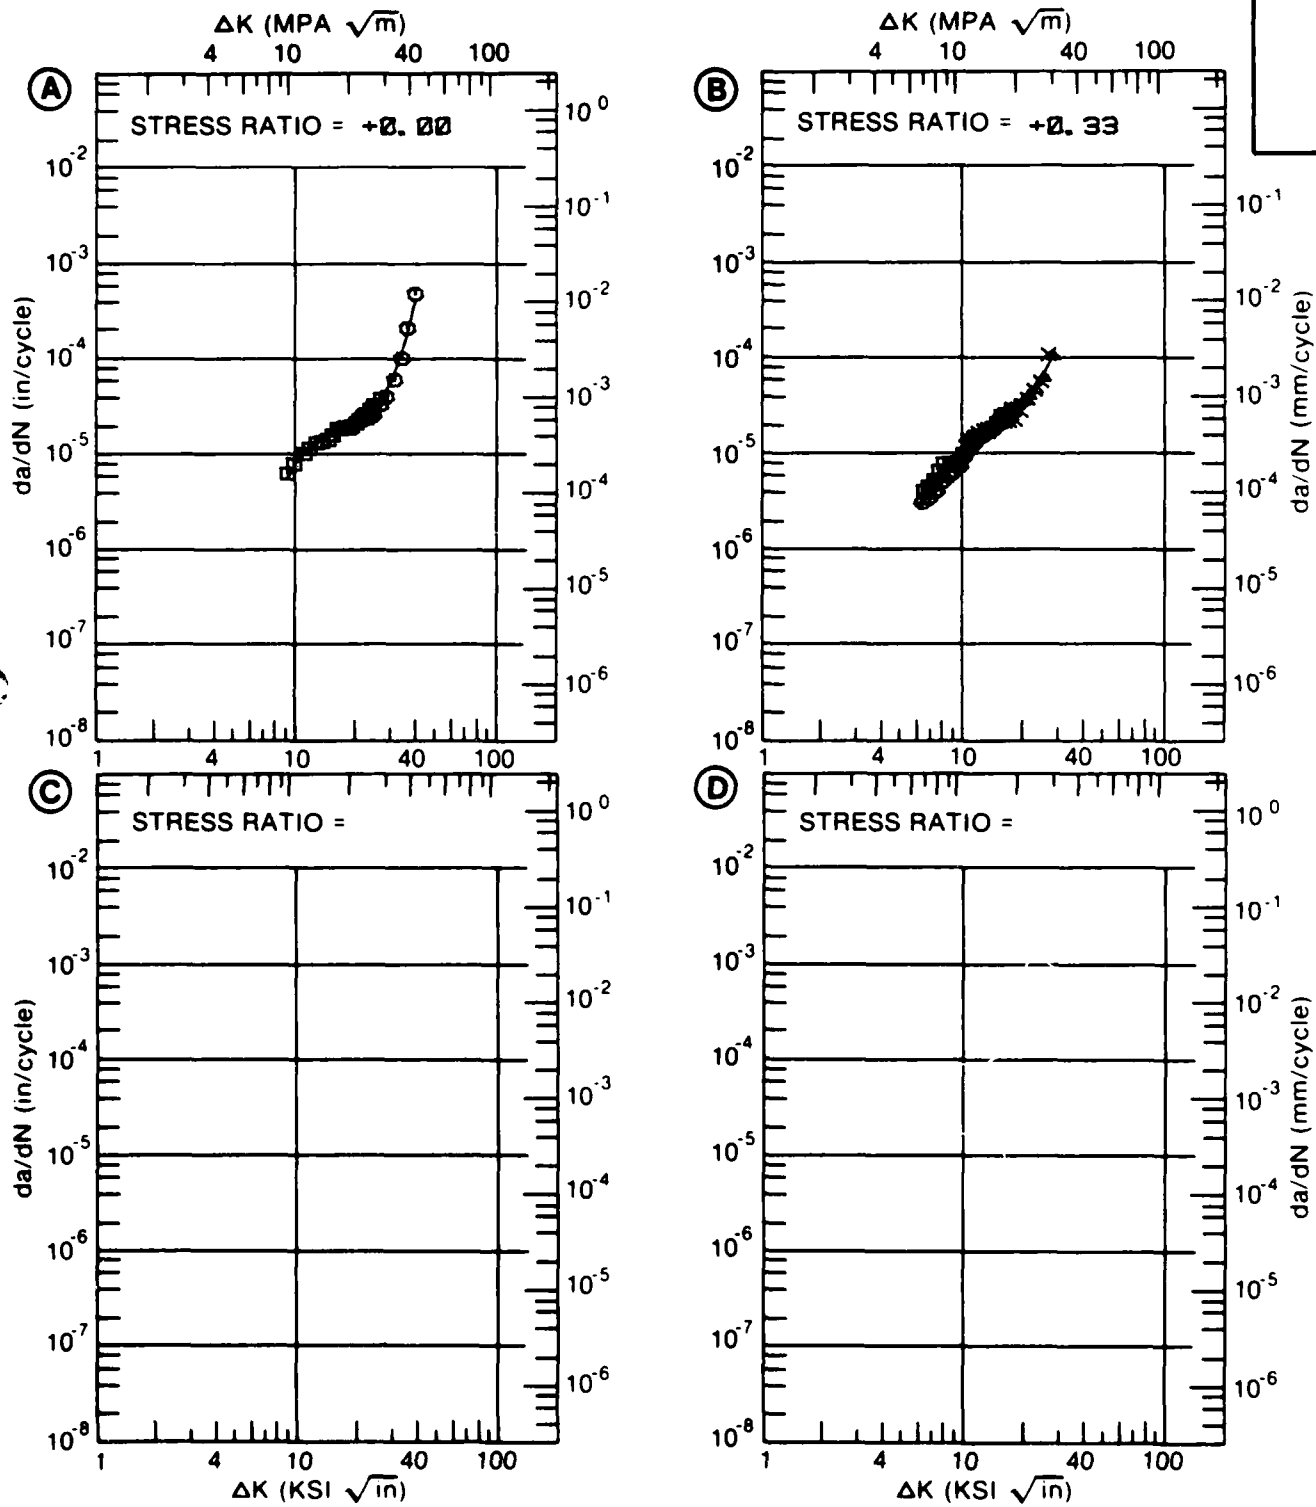 ΔK (MPA √m) ΔK (MPA √m)
4 10 40 100 4 10 40 100
A B
STRESS RATIO = +0.00 STRESS RATIO = +0.33
10⁰
10⁻² 10⁻²
10⁻¹ 10⁻¹
10⁻³ 10⁻³
10⁻² 10⁻²
10⁻⁴ 10⁻⁴
10⁻³ 10⁻³
10⁻⁵ 10⁻⁵
10⁻⁴ 10⁻⁴
10⁻⁶ 10⁻⁶
10⁻⁵ 10⁻⁵
10⁻⁷ 10⁻⁷
10⁻⁶ 10⁻⁶
10⁻⁸ 10⁻⁸
da/dN (in/cycle) da/dN (mm/cycle)
1 4 10 40 100 1 4 10 40 100
C D
STRESS RATIO = STRESS RATIO =
10⁰ 10⁰
10⁻² 10⁻²
10⁻¹ 10⁻¹
10⁻³ 10⁻³
10⁻² 10⁻²
10⁻⁴ 10⁻⁴
10⁻³ 10⁻³
10⁻⁵ 10⁻⁵
10⁻⁴ 10⁻⁴
10⁻⁶ 10⁻⁶
10⁻⁵ 10⁻⁵
10⁻⁷ 10⁻⁷
10⁻⁶ 10⁻⁶
10⁻⁸ 10⁻⁸
da/dN (in/cycle) da/dN (mm/cycle)
1 4 10 40 100 1 4 10 40 100
ΔK (KSI √in) ΔK (KSI √in)